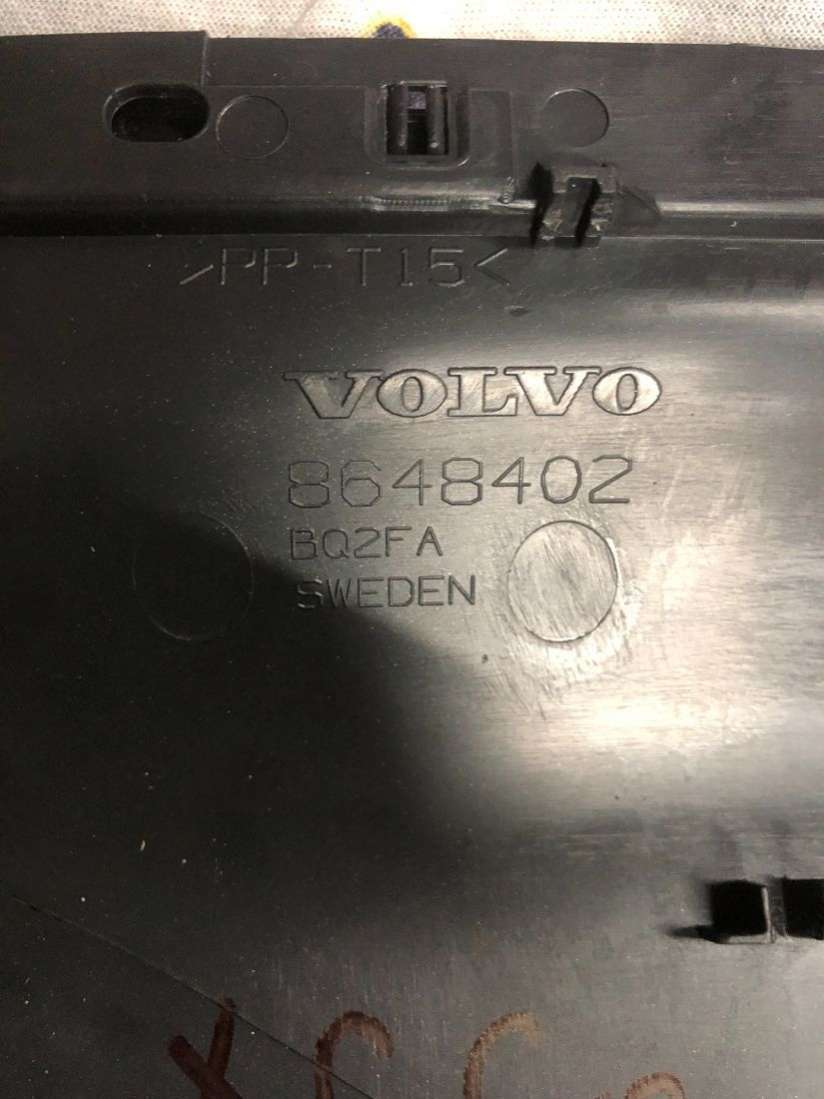 >PP-T15<
VOLVO
8648402
BQ2FA
SWEDEN